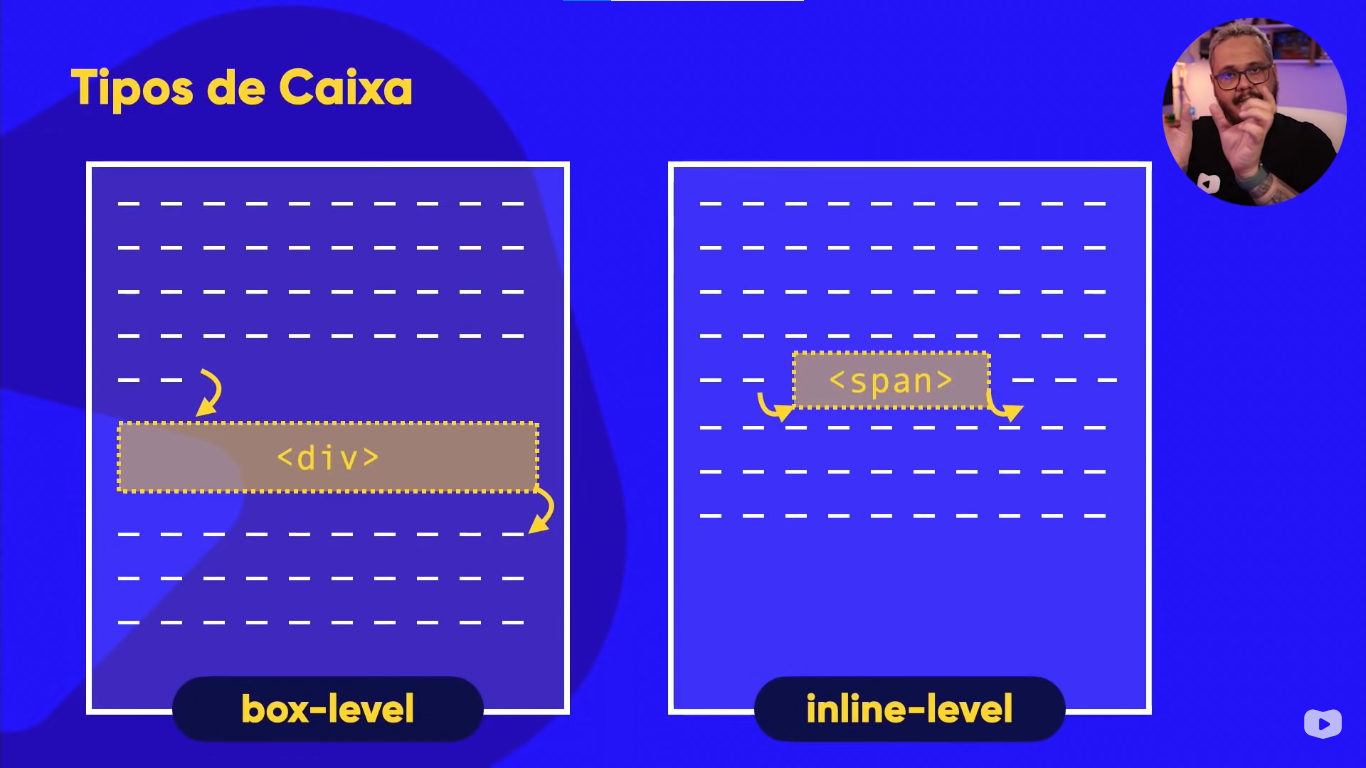 Tipos de Caixa
<div>
<span>
box-level
inline-level